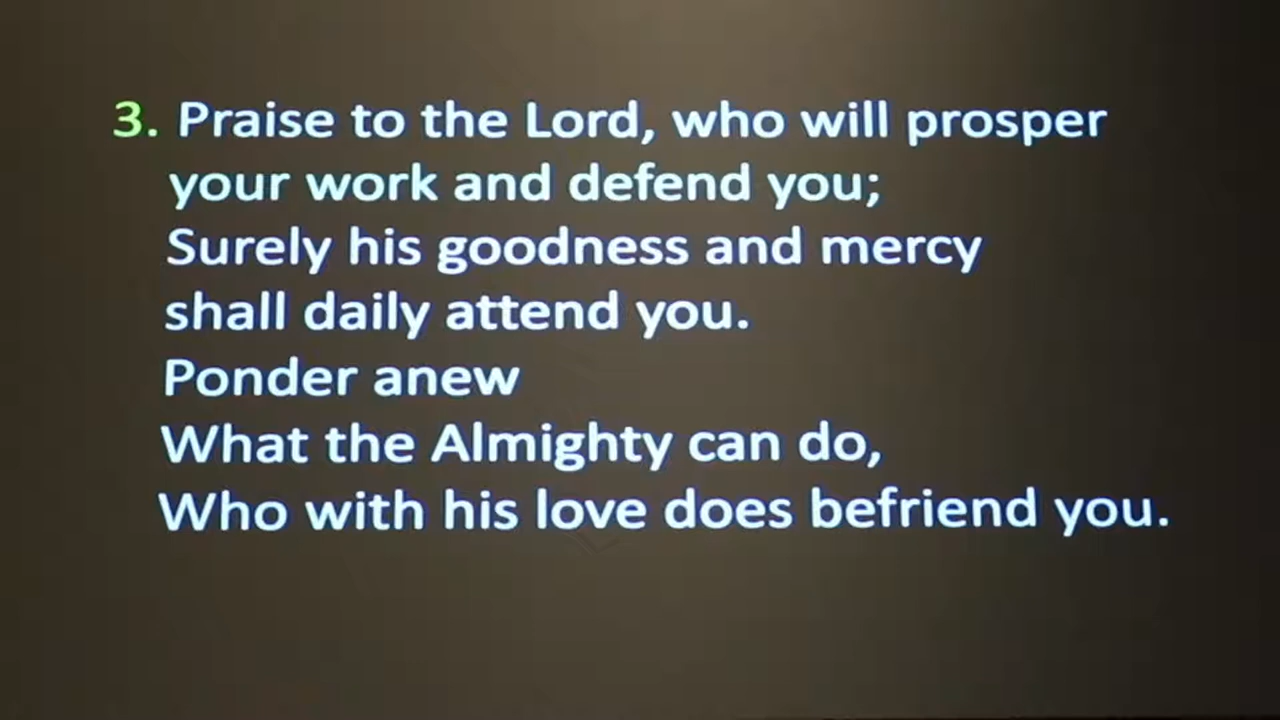 3. Praise to the Lord, who will prosper
your work and defend you;
Surely his goodness and mercy
shall daily attend you.
Ponder anew
What the Almighty can do,
Who with his love does befriend you.